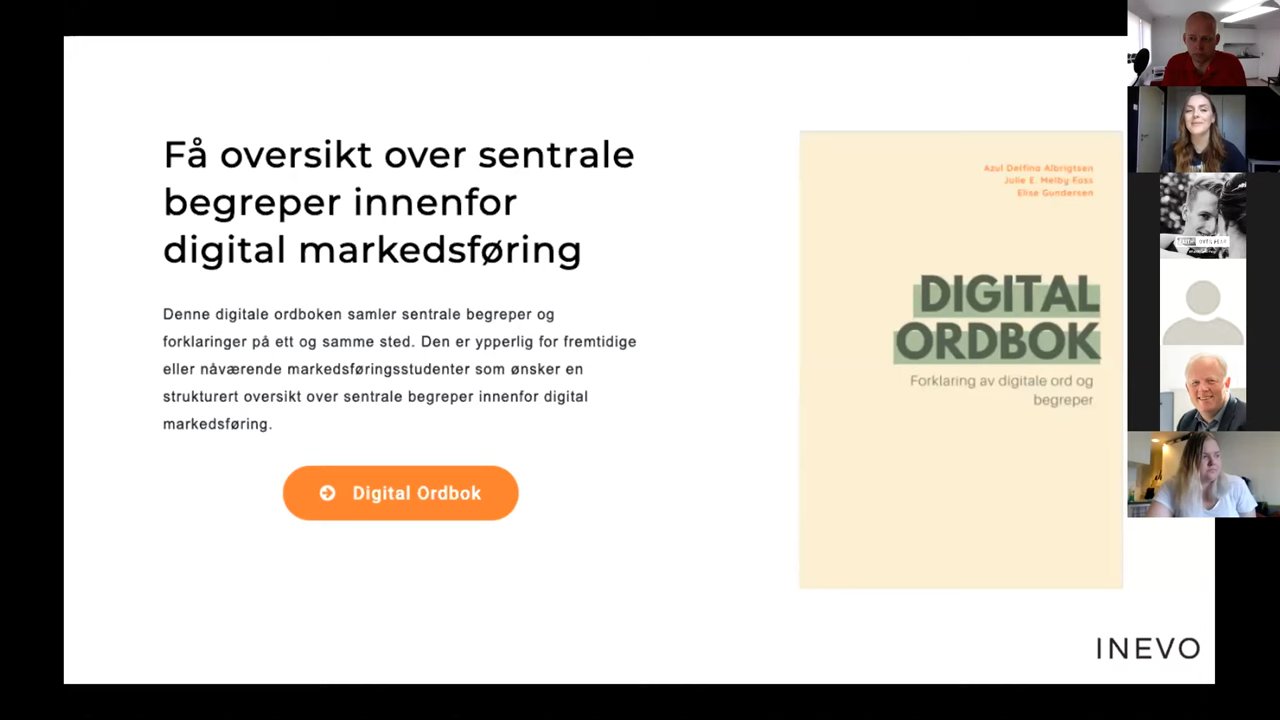 Få oversikt over sentrale
begreper innenfor
digital markedsføring
Denne digitale ordboken samler sentrale begreper og
forklaringer på ett og samme sted. Den er ypperlig for fremtidige
eller nåværende markedsføringsstudenter som ønsker en
strukturert oversikt over sentrale begreper innenfor digital
markedsføring.
Digital Ordbok
Azul Delfina Albrigtsen
Julie E. Melby Foss
Elise Gundersen
DIGITAL
ORDBOK
Forklaring av digitale ord og
begreper
INEVO